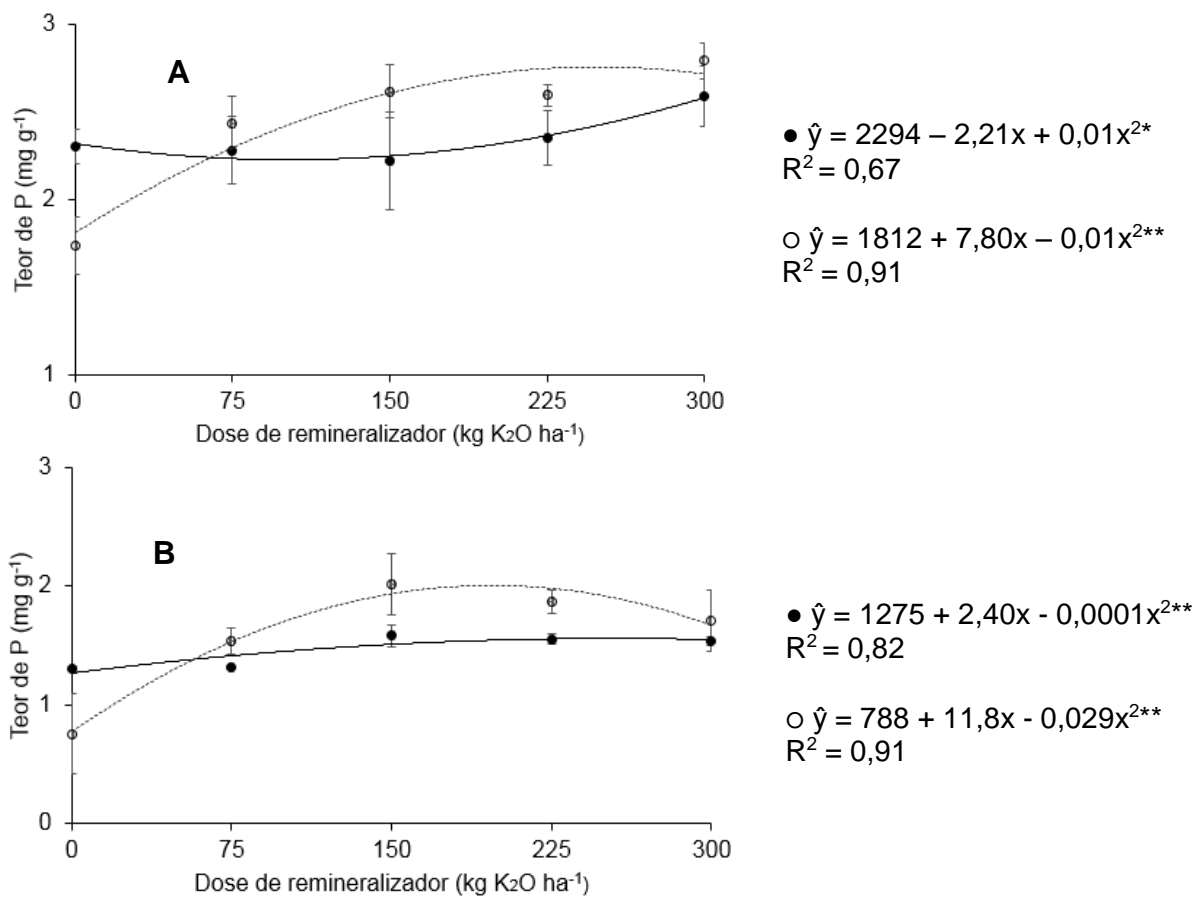 3
A
2
1
Teor de P (mg g⁻¹)
0 75 150 225 300
Dose de remineralizador (kg K₂O ha⁻¹)
● ŷ = 2294 – 2,21x + 0,01x²*
R² = 0,67
○ ŷ = 1812 + 7,80x – 0,01x²**
R² = 0,91
3
B
2
1
0
Teor de P (mg g⁻¹)
0 75 150 225 300
Dose de remineralizador (kg K₂O ha⁻¹)
● ŷ = 1275 + 2,40x - 0,0001x²**
R² = 0,82
○ ŷ = 788 + 11,8x - 0,029x²**
R² = 0,91